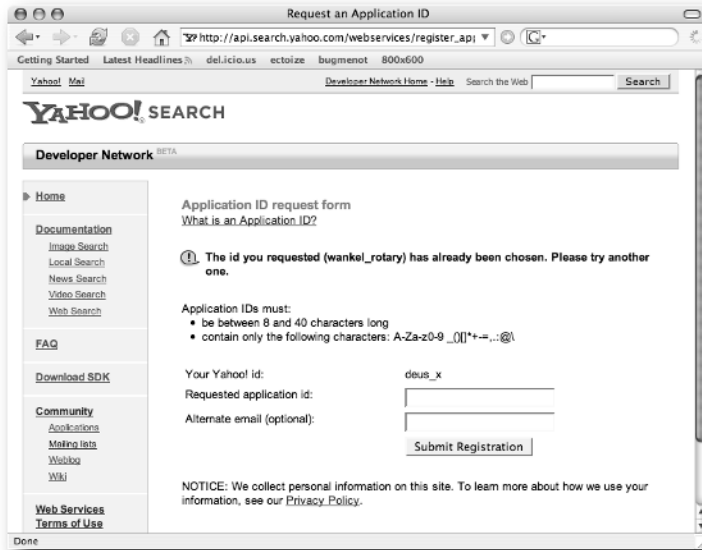 Request an Application ID
http://api.search.yahoo.com/webservices/register_ap
Getting Started Latest Headlines del.icio.us ectoize bugmenot 800x600
Yahoo! Mail Developer Network Home - Help Search the Web Search
YAHOO! SEARCH
Developer Network BETA
Home
Documentation
Image Search
Local Search
News Search
Video Search
Web Search
FAQ
Download SDK
Community
Applications
Mailing lists
Weblog
Wiki
Web Services
Terms of Use
Application ID request form
What is an Application ID?
The id you requested (wankel_rotary) has already been chosen. Please try another
one.
Application IDs must:
• be between 8 and 40 characters long
• contain only the following characters: A-Za-z0-9 _()[]*+-=,.:@\
Your Yahoo! id: deus_x
Requested application id:
Alternate email (optional):
Submit Registration
NOTICE: We collect personal information on this site. To learn more about how we use your
information, see our Privacy Policy.
Done